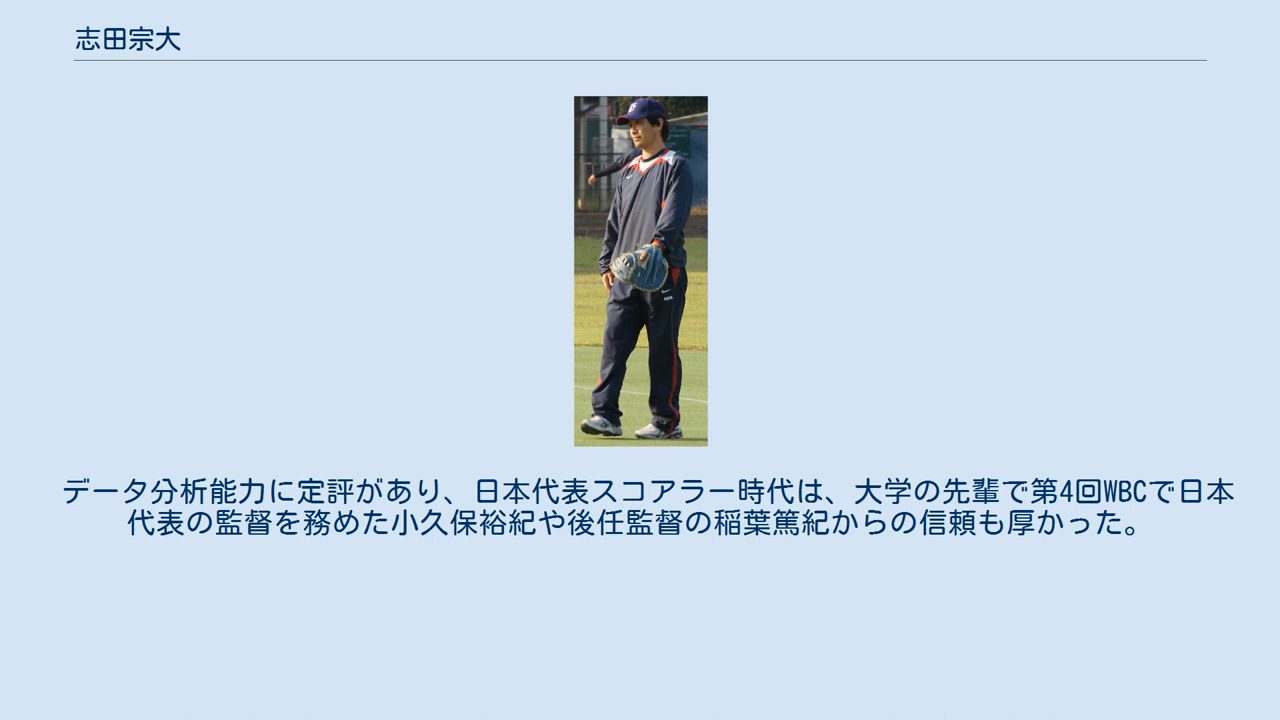 志田宗大
データ分析能力に定評があり、日本代表スコアラー時代は、大学の先輩で第4回WBCで日本
代表の監督を務めた小久保裕紀や後任監督の稲葉篤紀からの信頼も厚かった。